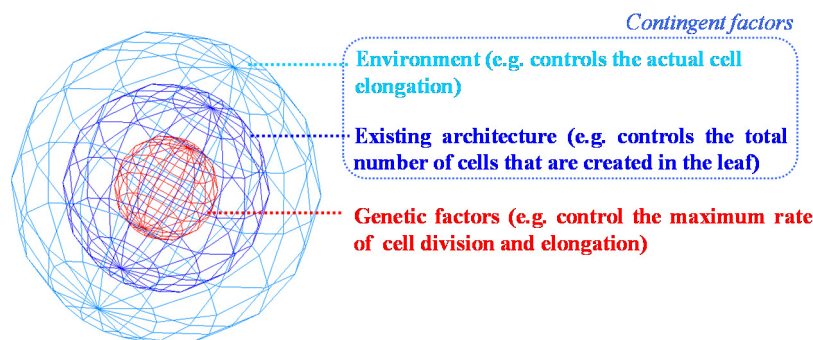 Contingent factors
Environment (e.g. controls the actual cell
elongation)
Existing architecture (e.g. controls the total
number of cells that are created in the leaf)
Genetic factors (e.g. control the maximum rate
of cell division and elongation)